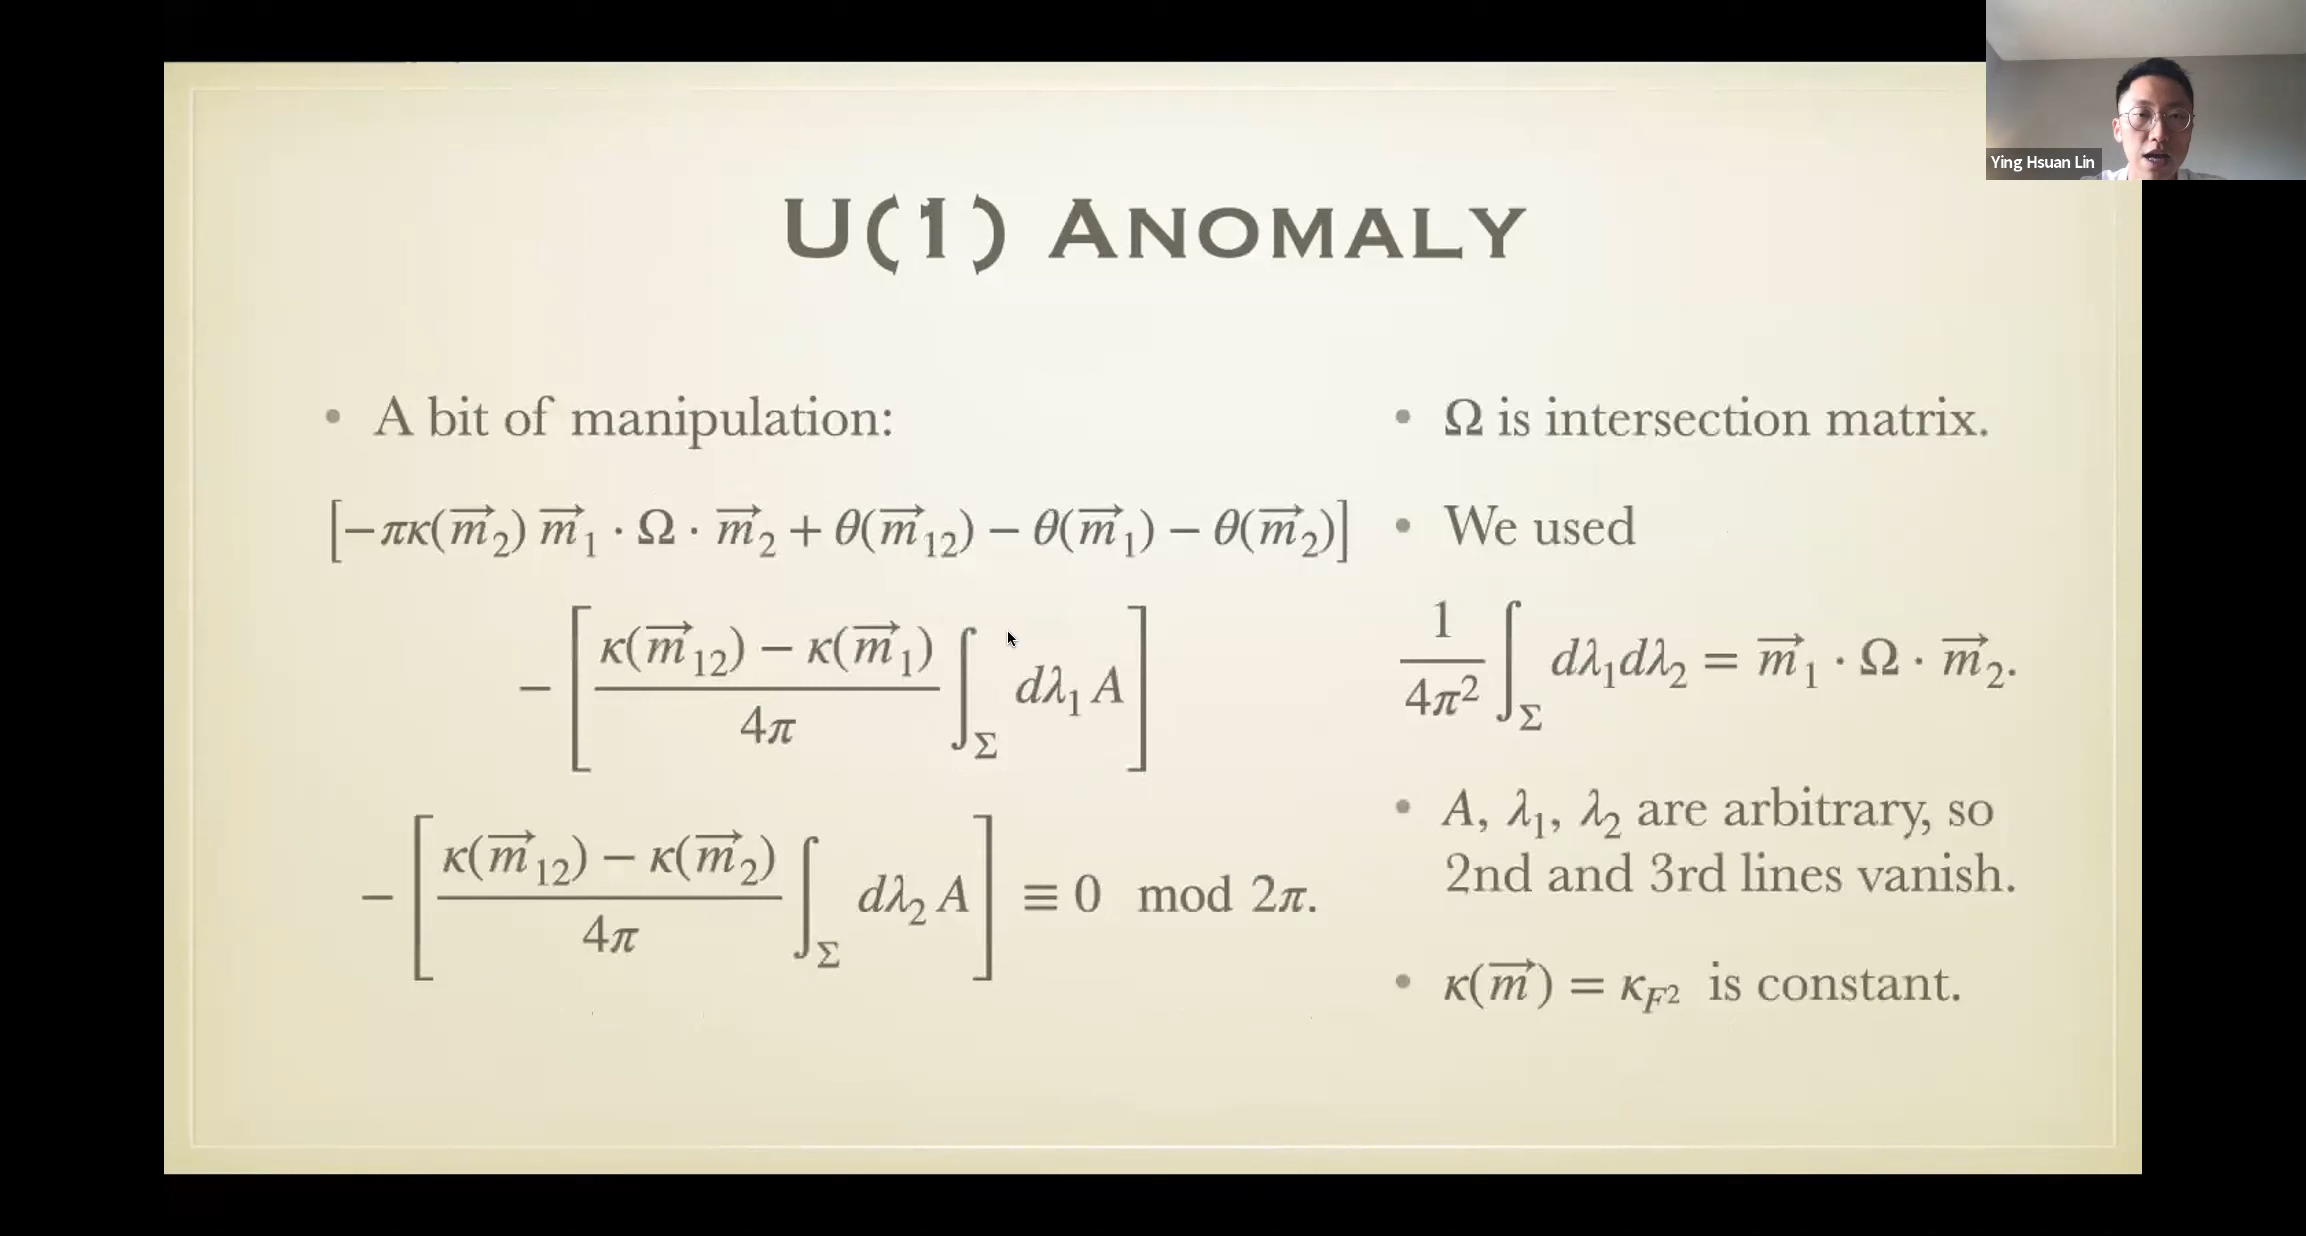 Ying Hsuan Lin
U(1) ANOMALY
• A bit of manipulation:
[−πκ(m⃗₂) m⃗₁ · Ω · m⃗₂ + θ(m⃗₁₂) − θ(m⃗₁) − θ(m⃗₂)]
− [ (κ(m⃗₁₂) − κ(m⃗₁)) / 4π ∫_Σ dλ₁ A ]
− [ (κ(m⃗₁₂) − κ(m⃗₂)) / 4π ∫_Σ dλ₂ A ] ≡ 0 mod 2π.
• Ω is intersection matrix.
• We used
1 / 4π² ∫_Σ dλ₁dλ₂ = m⃗₁ · Ω · m⃗₂.
• A, λ₁, λ₂ are arbitrary, so
2nd and 3rd lines vanish.
• κ(m⃗) = κ_{F²} is constant.